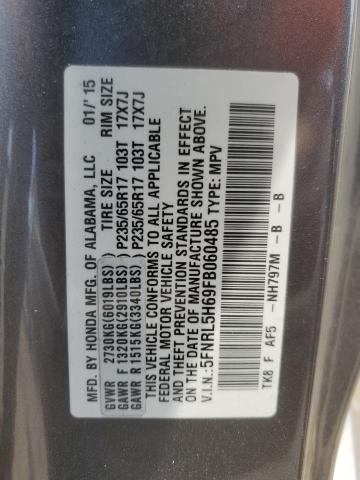 MFD. BY HONDA MFG. OF ALABAMA, LLC 01/'15
TIRE SIZE RIM SIZE
GVWR 2730KG(6019LBS)
GAWR F 1320KG(2910LBS) P235/65R17 103T 17X7J
GAWR R 1515KG(3340LBS) P235/65R17 103T 17X7J
THIS VEHICLE CONFORMS TO ALL APPLICABLE
FEDERAL MOTOR VEHICLE SAFETY
AND THEFT PREVENTION STANDARDS IN EFFECT
ON THE DATE OF MANUFACTURE SHOWN ABOVE.
V.I.N.: 5FNRL5H69FB060485 TYPE: MPV
TK8 F AF5 - NH797M - B - B